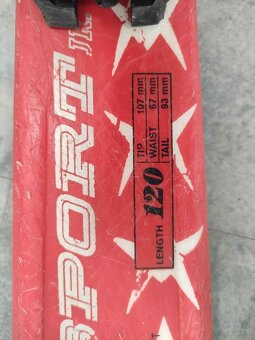 SPORT JR
TIP 107 mm
WAIST 67 mm
TAIL 93 mm
LENGTH 120